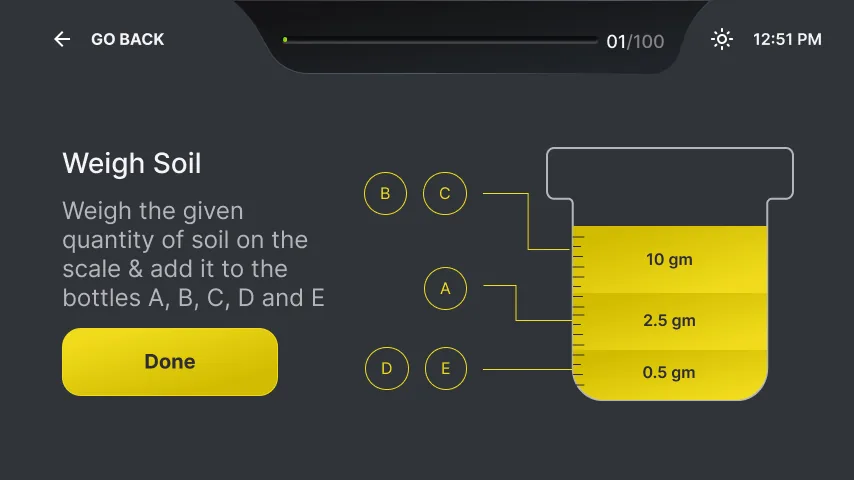 GO BACK
01/100
12:51 PM
Weigh Soil
Weigh the given
quantity of soil on the
scale & add it to the
bottles A, B, C, D and E
Done
B C
A
D E
10 gm
2.5 gm
0.5 gm